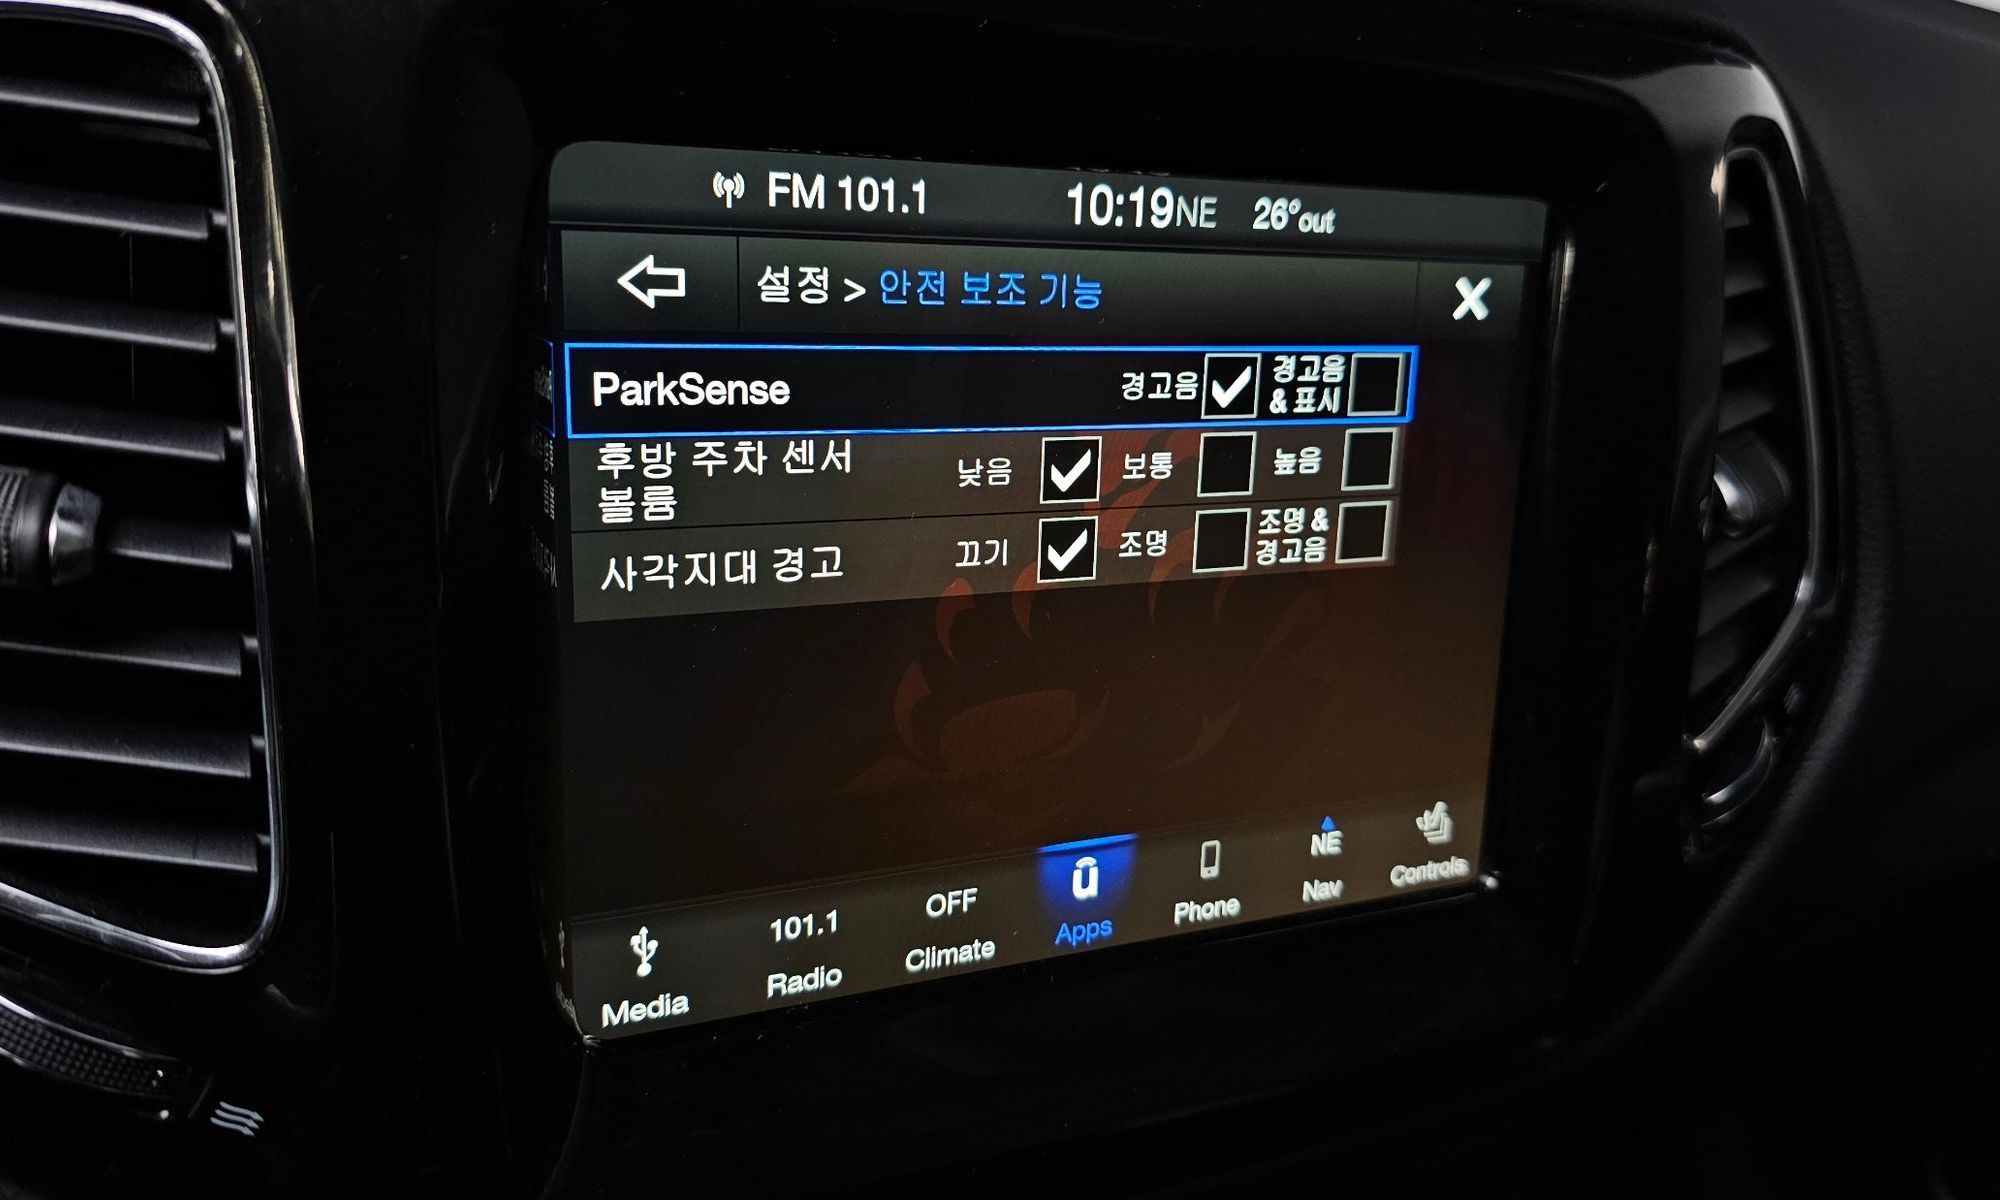 FM 101.1 10:19NE 26°out
설정 > 안전 보조 기능 X
ParkSense 경고음 경고음
& 표시
후방 주차 센서 낮음 보통 높음
볼륨
사각지대 경고 끄기 조명 조명 &
경고음
101.1 OFF NE
Media Radio Climate Apps Phone Nav Controls